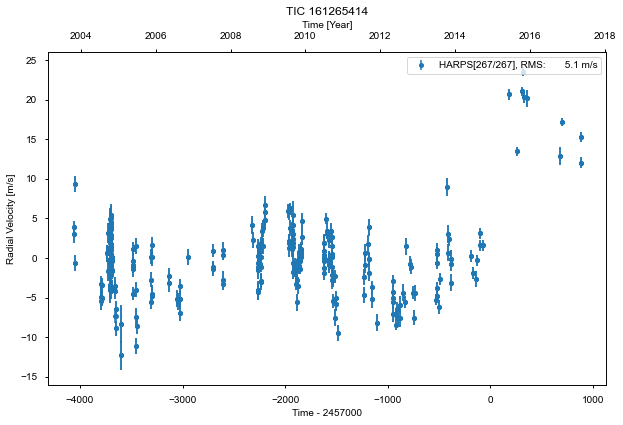 TIC 161265414
Time [Year]
2004 2006 2008 2010 2012 2014 2016 2017 2018
HARPS[267/267], RMS: 5.1 m/s
25
20
15
10
5
0
−5
−10
−15
Radial Velocity [m/s]
−4000 −3000 −2000 −1000 0 1000
Time - 2457000